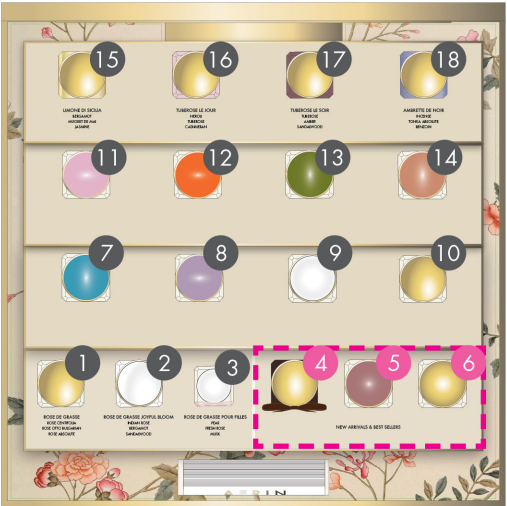 15
16
17
18
LIMONE DI SICILIA
BERGAMOT
MUGUET DE MAI
JASMINE
TUBEROSE LE JOUR
NEROLI
TUBEROSE
CARNATION
TUBEROSE LE SOIR
TUBEROSE
AMBER
SANDALWOOD
AMBRETTE DE NOIR
INCENSE
TONKA ABSOLUTE
BENZOIN
11
12
13
14
7
8
9
10
1
2
3
4
5
6
ROSE DE GRASSE
ROSE CENTIFOLIA
ROSE OTTO BULGARIAN
ROSE ABSOLUTE
ROSE DE GRASSE JOYFUL BLOOM
INDIAN ROSE
BERGAMOT
SANDALWOOD
ROSE DE GRASSE POUR FILLES
PEAR
FRESH ROSE
MUSK
NEW ARRIVALS & BEST SELLERS